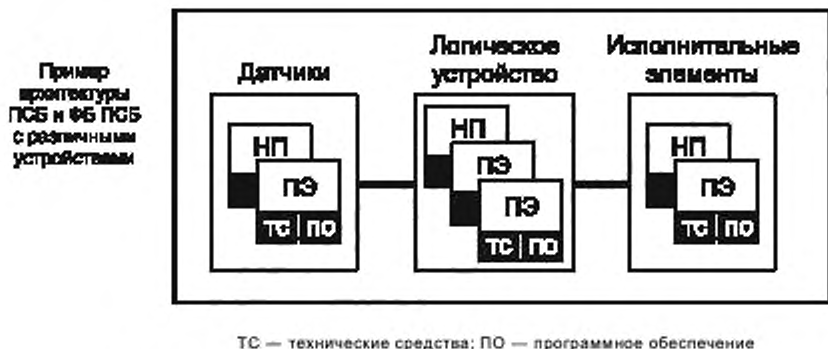 Пример
архитектуры
ПСБ и ФБ ПСБ
с различными
устройствами
Датчики
НП
ПЭ
ТС ПО
Логическое
устройство
НП
ПЭ
ПЭ
ТС ПО
Исполнительные
элементы
НП
ПЭ
ТС ПО
ТС — технические средства; ПО — программное обеспечение